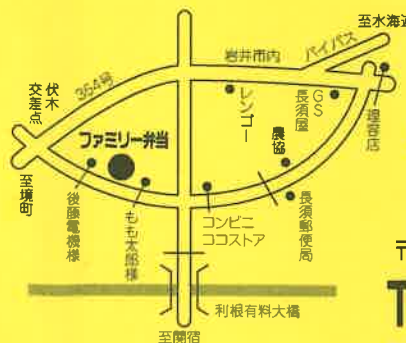 至水海道
バイパス
岩井市内
364号
伏木
交差点
至境町
ファミリー弁当
後藤電機様
もも太郎様
レンゴー
GS
長須屋
理容店
農協
長須郵便局
コンビニ
ココストア
利根有料大橋
至関宿
〒
T